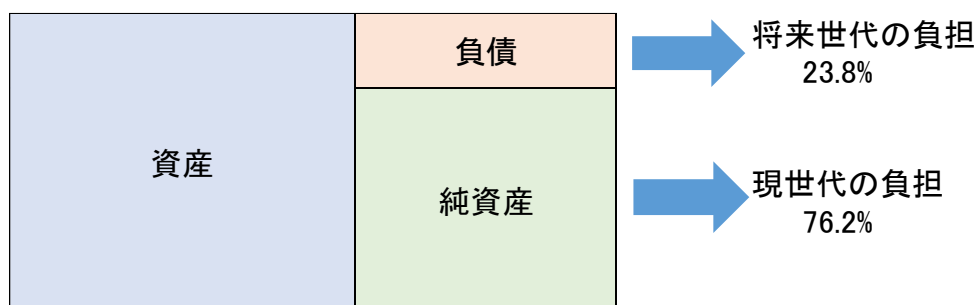 資産
負債
純資産
将来世代の負担
23.8%
現世代の負担
76.2%